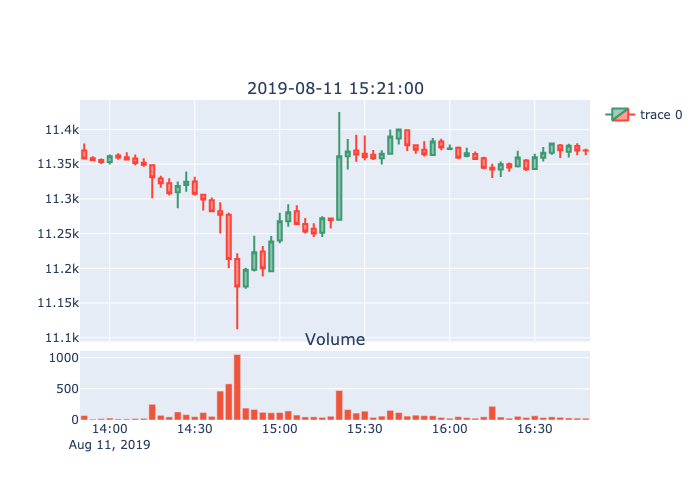 2019-08-11 15:21:00
trace 0
11.4k
11.35k
11.3k
11.25k
11.2k
11.15k
11.1k
Volume
1000
500
0
14:00 14:30 15:00 15:30 16:00 16:30
Aug 11, 2019